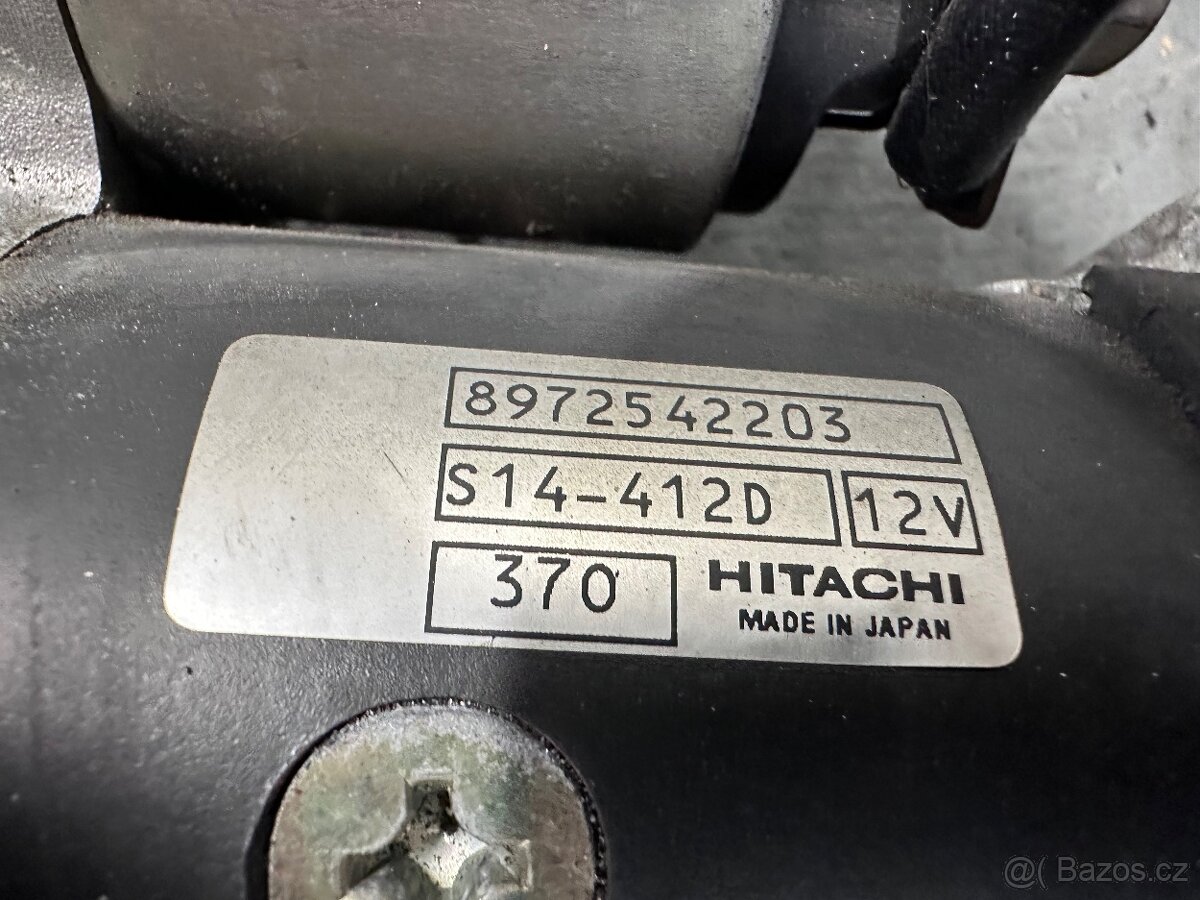 8972542203
S14-412D 12V
370 HITACHI
MADE IN JAPAN
@( Bazos.cz